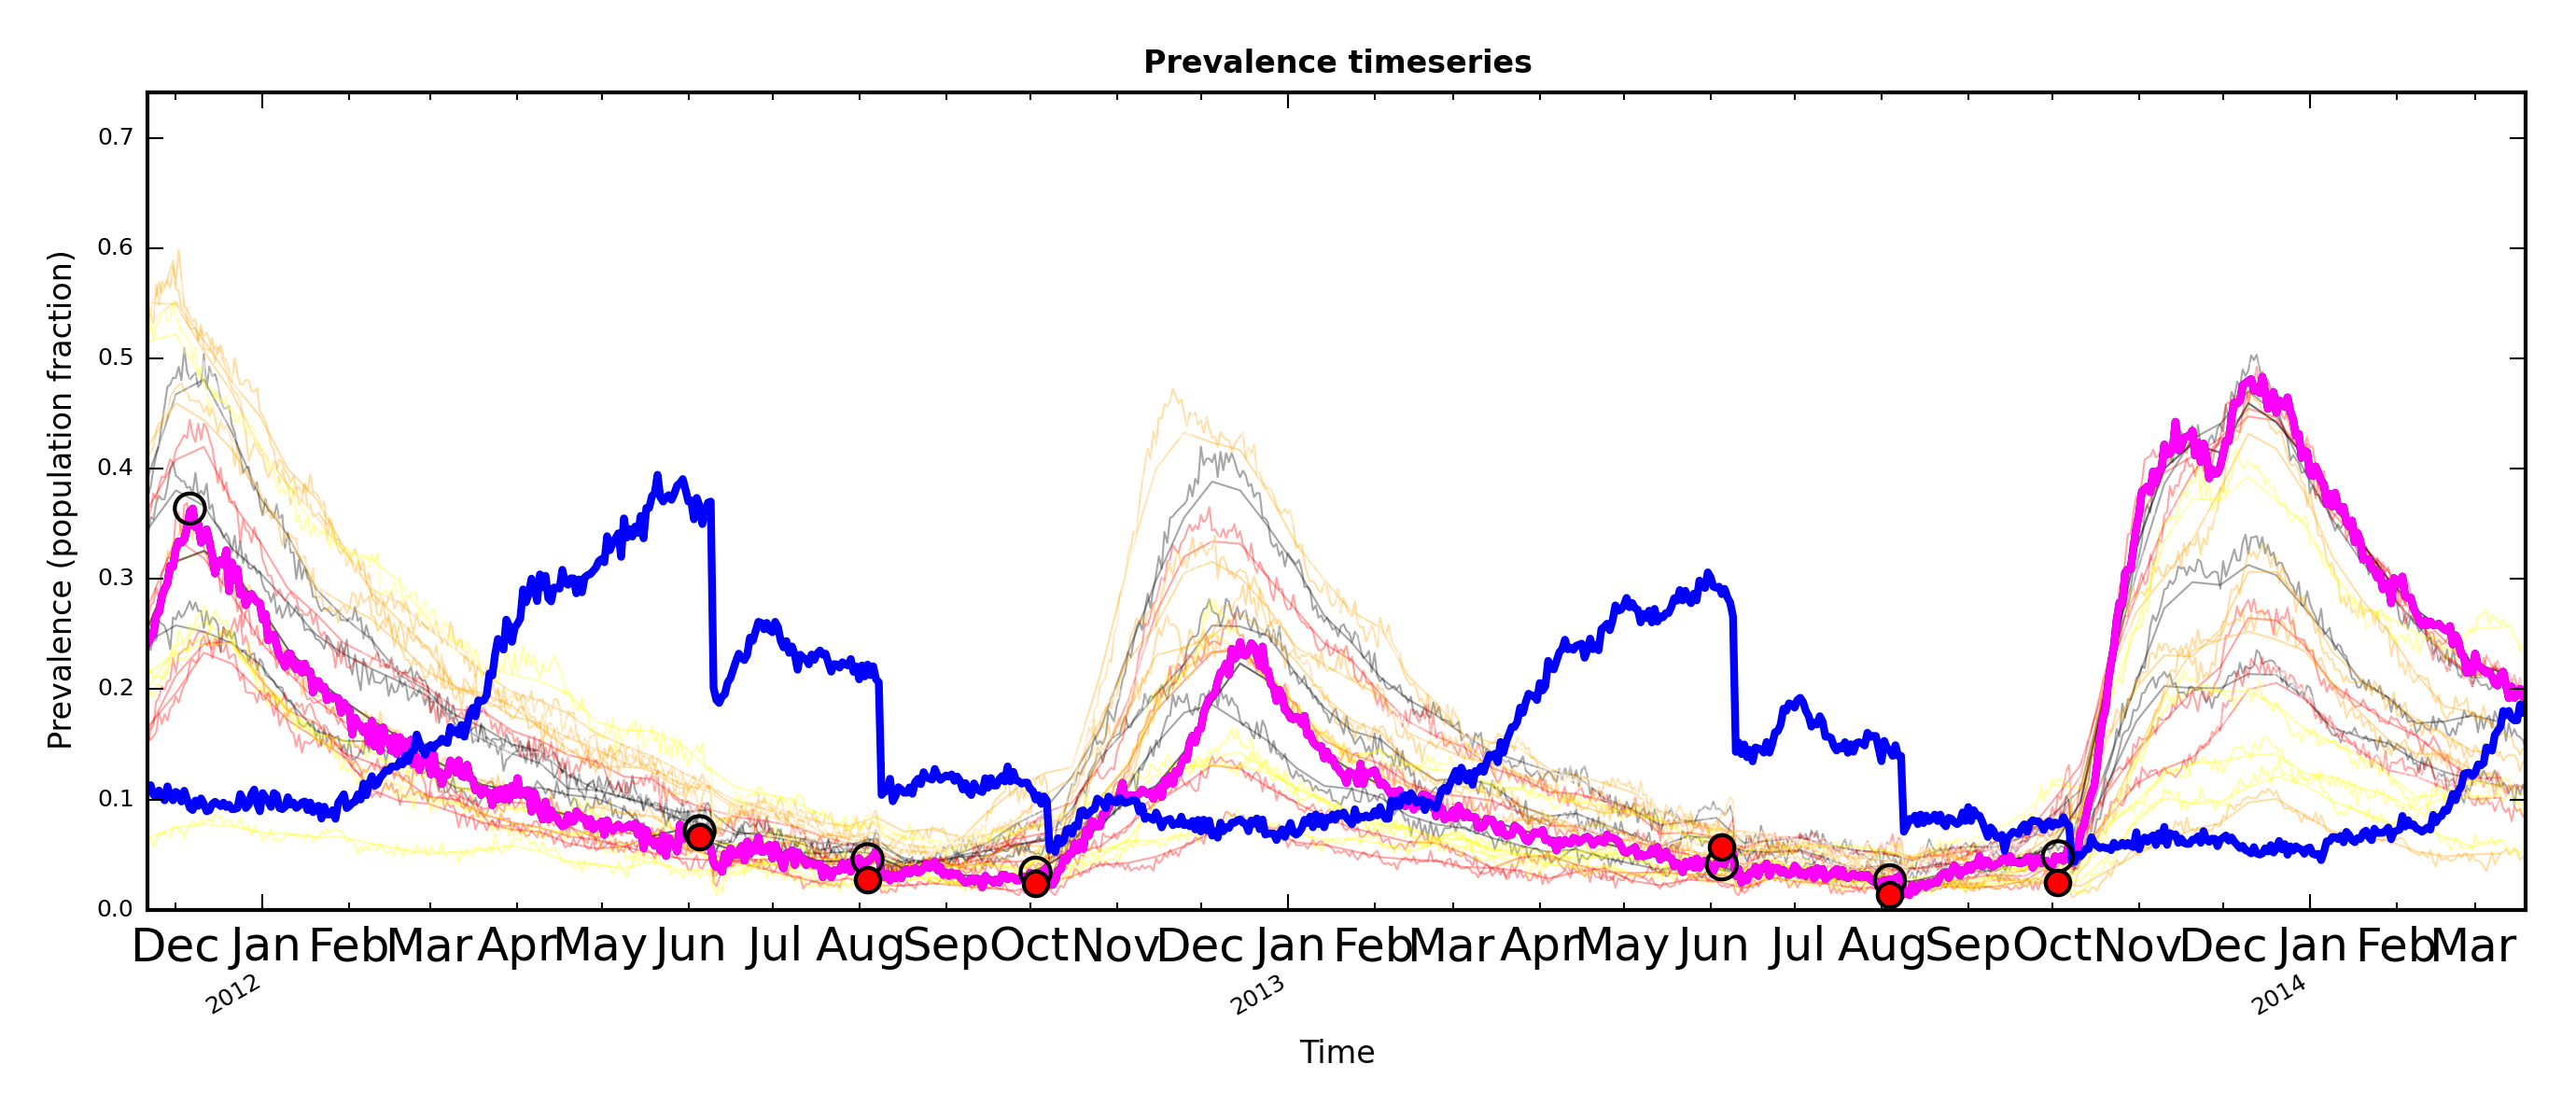 Prevalence timeseries
Prevalence (population fraction)
0.7
0.6
0.5
0.4
0.3
0.2
0.1
0.0
Dec Jan Feb Mar Apr May Jun Jul Aug Sep Oct Nov Dec Jan Feb Mar Apr May Jun Jul Aug Sep Oct Nov Dec Jan Feb Mar
2012 2013 2014
Time